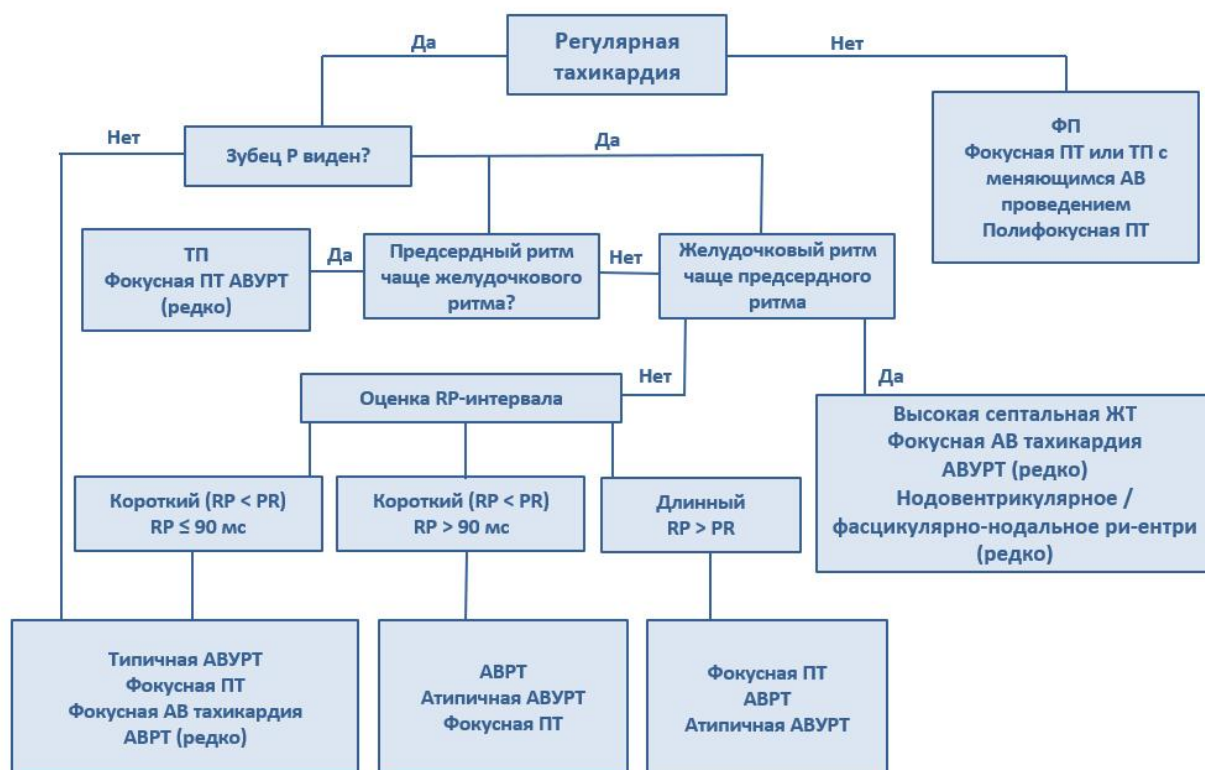 Регулярная
тахикардия
Да
Нет
Зубец Р виден?
Нет
Да
ФП
Фокусная ПТ или ТП с
меняющимся АВ
проведением
Полифокусная ПТ
ТП
Фокусная ПТ АВУРТ
(редко)
Да
Предсердный ритм
чаще желудочкового
ритма?
Нет
Желудочковый ритм
чаще предсердного
ритма
Нет
Да
Оценка RP-интервала
Высокая септальная ЖТ
Фокусная АВ тахикардия
АВУРТ (редко)
Нодовентрикулярное /
фасцикулярно-нодальное ри-ентри
(редко)
Короткий (RP < PR)
RP ≤ 90 мс
Короткий (RP < PR)
RP > 90 мс
Длинный
RP > PR
Типичная АВУРТ
Фокусная ПТ
Фокусная АВ тахикардия
АВРТ (редко)
АВРТ
Атипичная АВУРТ
Фокусная ПТ
Фокусная ПТ
АВРТ
Атипичная АВУРТ